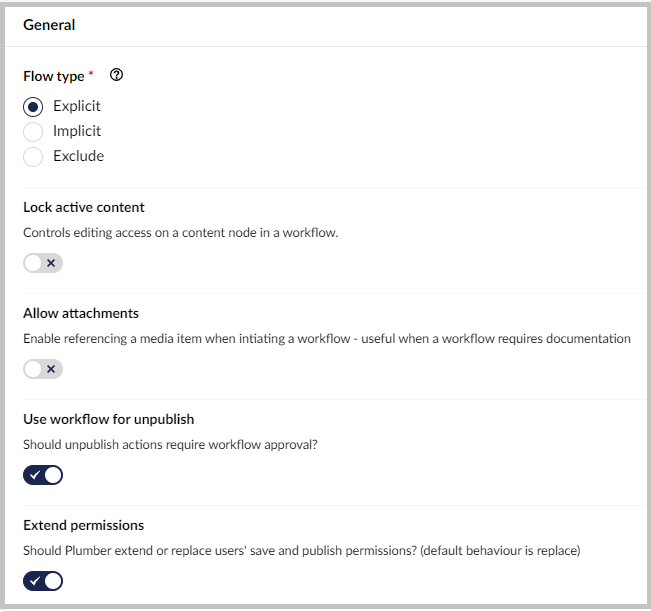 General
Flow type *
Explicit
Implicit
Exclude
Lock active content
Controls editing access on a content node in a workflow.
Allow attachments
Enable referencing a media item when intiating a workflow - useful when a workflow requires documentation
Use workflow for unpublish
Should unpublish actions require workflow approval?
Extend permissions
Should Plumber extend or replace users' save and publish permissions? (default behaviour is replace)